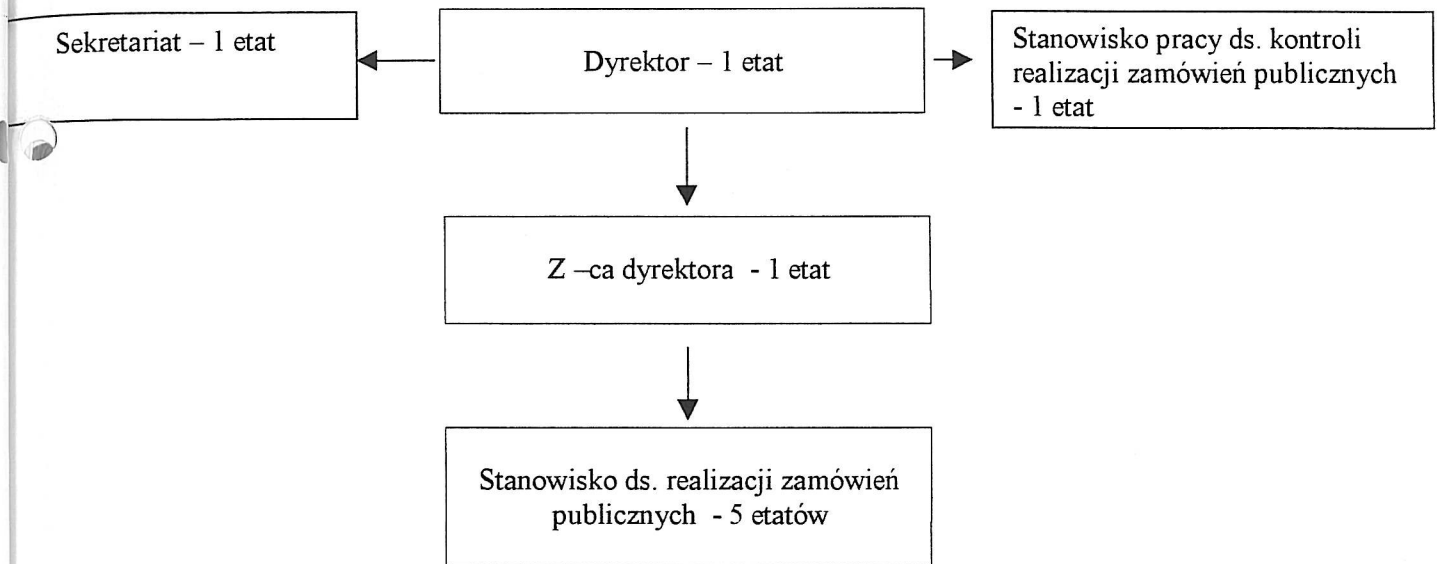 Sekretariat – 1 etat
Dyrektor – 1 etat
Stanowisko pracy ds. kontroli
realizacji zamówień publicznych
- 1 etat
Z –ca dyrektora - 1 etat
Stanowisko ds. realizacji zamówień
publicznych - 5 etatów